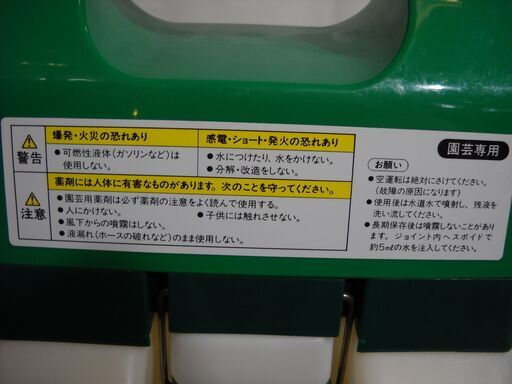 警告
爆発・火災の恐れあり
●可燃性液体(ガソリンなど)は
使用しない。
感電・ショート・発火の恐れあり
●水につけたり、水をかけない。
●分解・改造をしない。
注意
薬剤には人体に有害なものがあります。次のことを守ってください。
●園芸用薬剤は必ず薬剤の注意をよく読んで使用する。
●人にかけない。 ●子供には触れさせない。
●風下からの噴霧はしない。
●液漏れ(ホースの破れなど)のまま使用しない。
園芸専用
お願い
●空運転は絶対にさけてください。
(故障の原因になります)
●使用後は水道水で噴射し、残液を
洗い流してください。
●長期保存後は噴霧しないことがあり
ます。ジョイント内へスポイドで
約5mℓの水を注入してください。